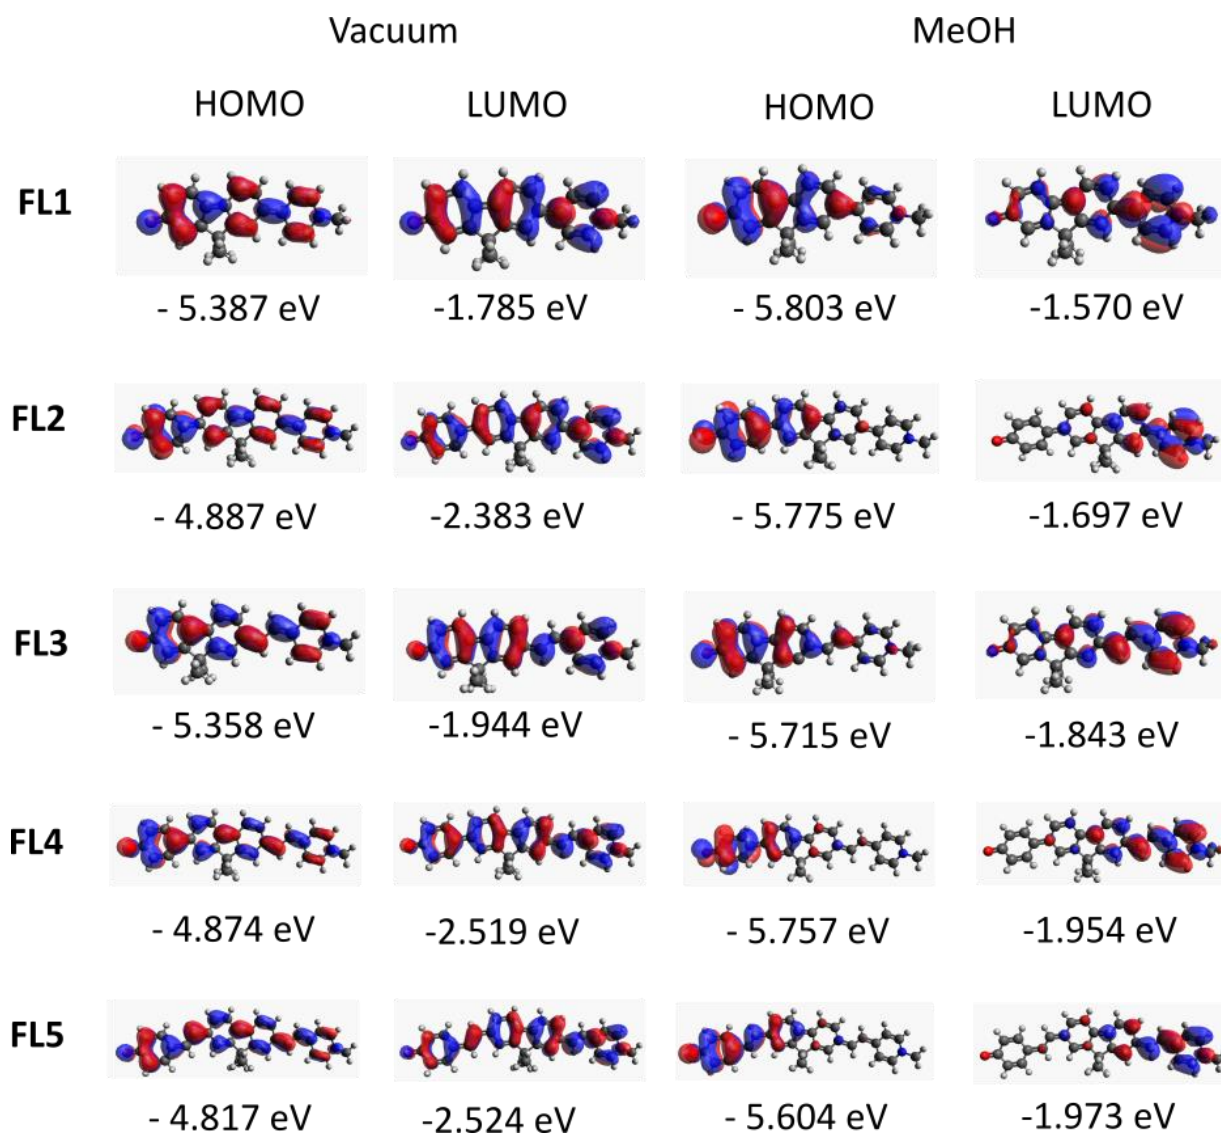 Vacuum MeOH
HOMO LUMO HOMO LUMO
FL1
- 5.387 eV -1.785 eV - 5.803 eV -1.570 eV
FL2
- 4.887 eV -2.383 eV - 5.775 eV -1.697 eV
FL3
- 5.358 eV -1.944 eV - 5.715 eV -1.843 eV
FL4
- 4.874 eV -2.519 eV - 5.757 eV -1.954 eV
FL5
- 4.817 eV -2.524 eV - 5.604 eV -1.973 eV